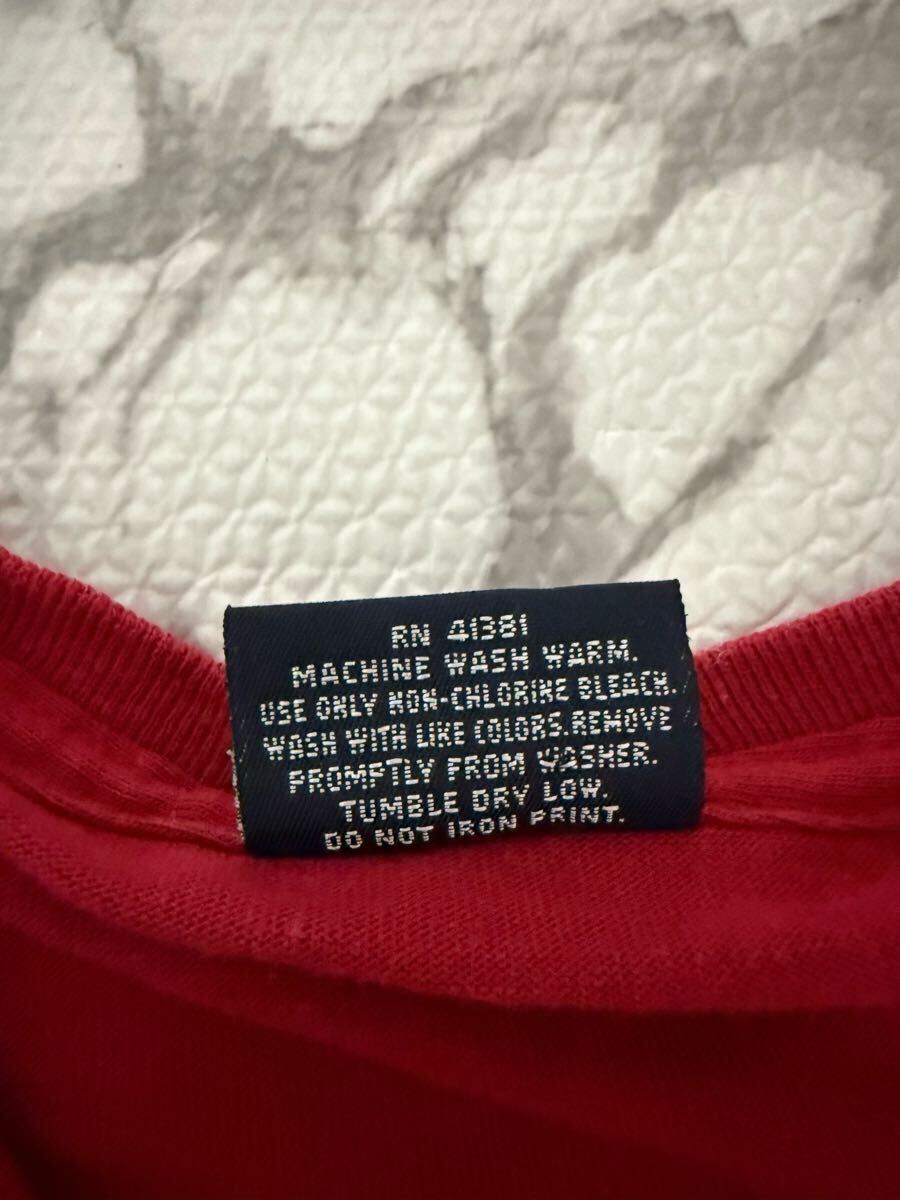 RN 41381
MACHINE WASH WARM.
USE ONLY NON-CHLORINE BLEACH.
WASH WITH LIKE COLORS.REMOVE
PROMPTLY FROM WASHER.
TUMBLE DRY LOW.
DO NOT IRON PRINT.